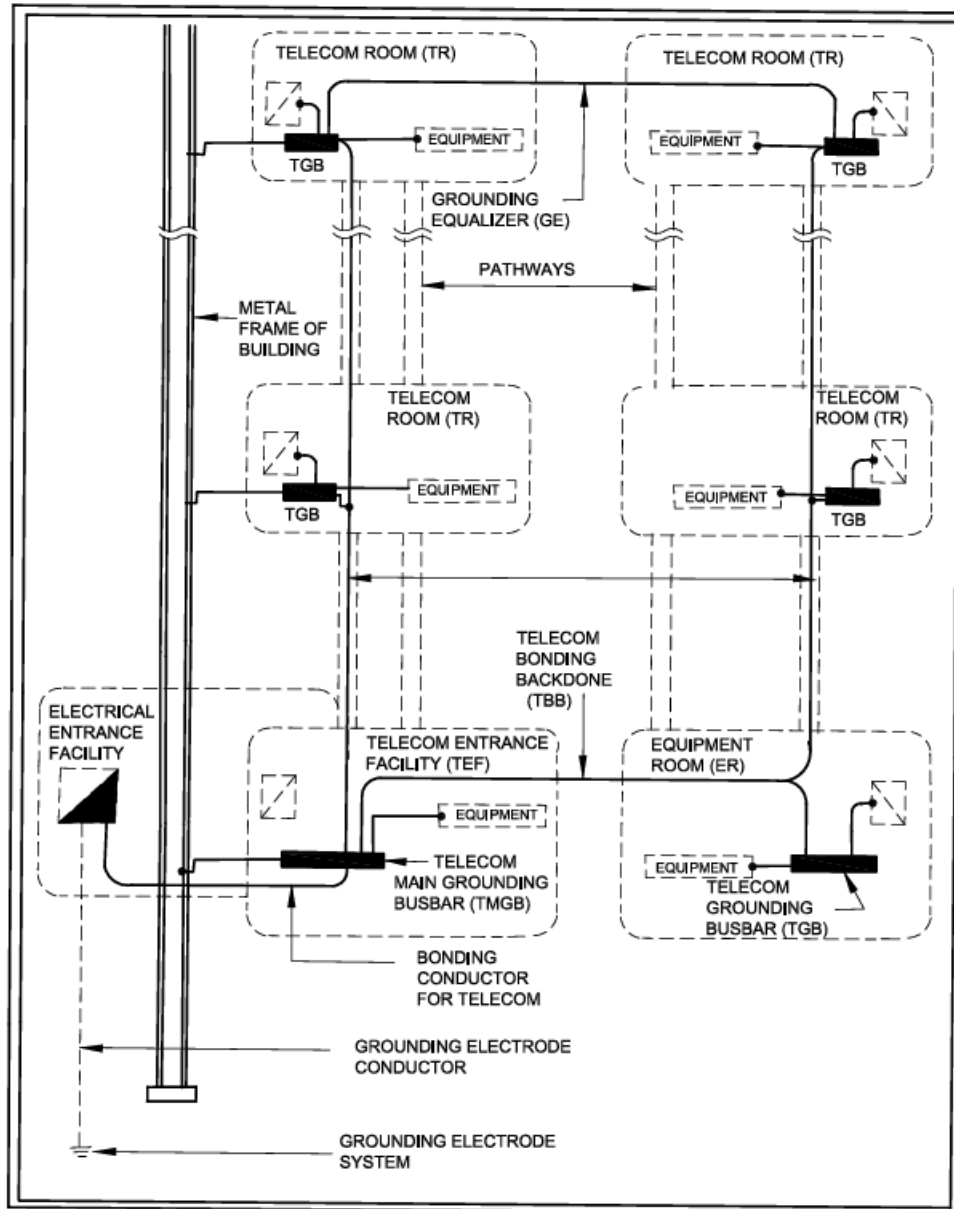 TELECOM ROOM (TR)
TELECOM ROOM (TR)
EQUIPMENT
EQUIPMENT
TGB
TGB
GROUNDING
EQUALIZER (GE)
PATHWAYS
METAL
FRAME OF
BUILDING
TELECOM
ROOM (TR)
TELECOM
ROOM (TR)
EQUIPMENT
EQUIPMENT
TGB
TGB
TELECOM
BONDING
BACKDONE
(TBB)
ELECTRICAL
ENTRANCE
FACILITY
TELECOM ENTRANCE
FACILITY (TEF)
EQUIPMENT
ROOM (ER)
EQUIPMENT
EQUIPMENT
TELECOM
MAIN GROUNDING
BUSBAR (TMGB)
TELECOM
GROUNDING
BUSBAR (TGB)
BONDING
CONDUCTOR
FOR TELECOM
GROUNDING ELECTRODE
CONDUCTOR
GROUNDING ELECTRODE
SYSTEM